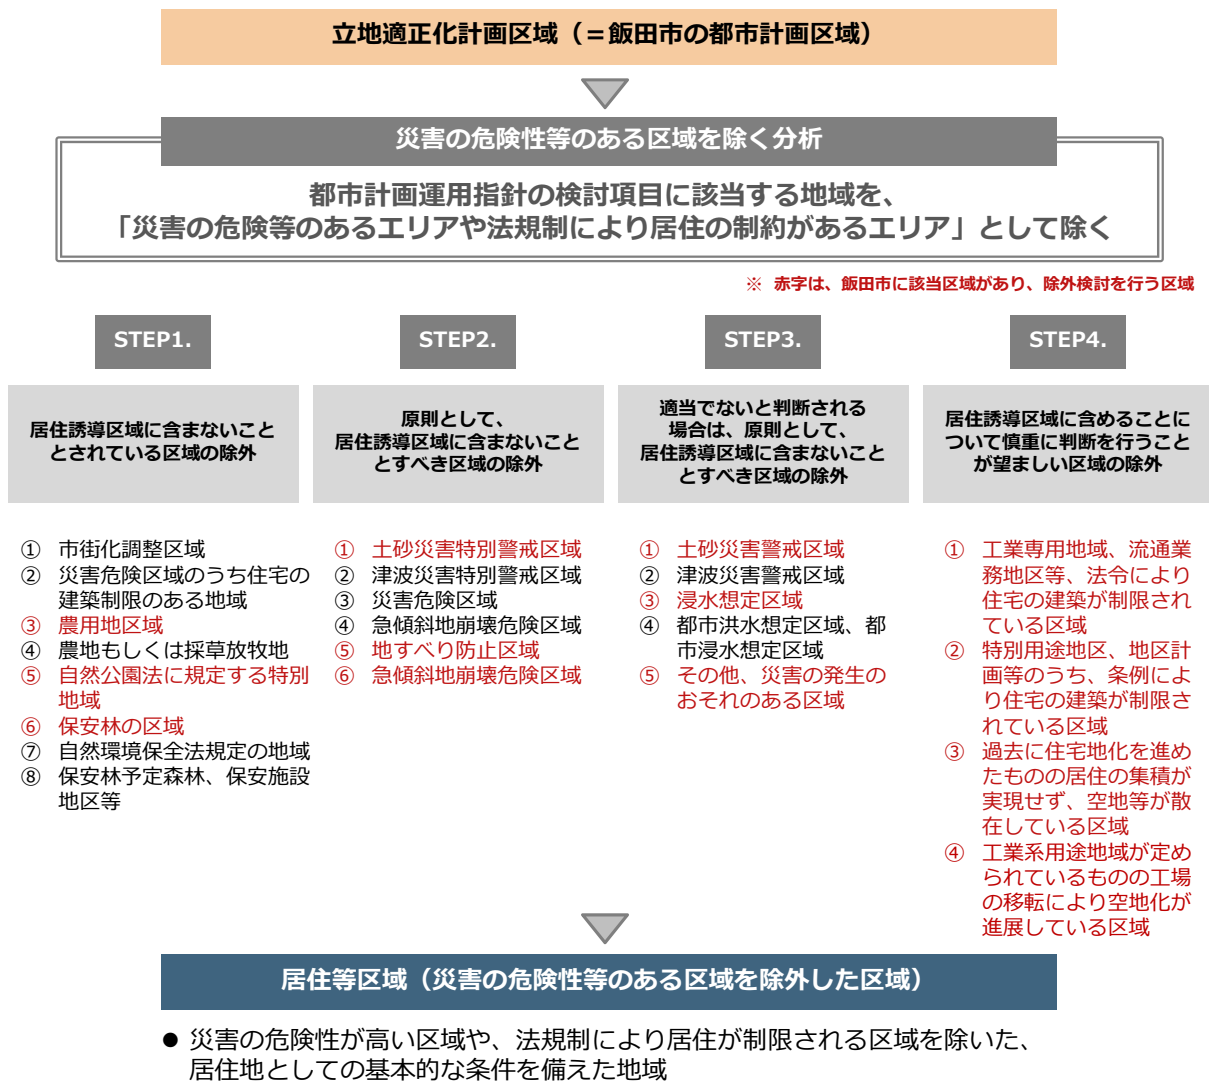 立地適正化計画区域（＝飯田市の都市計画区域）
災害の危険性等のある区域を除く分析
都市計画運用指針の検討項目に該当する地域を、
「災害の危険等のあるエリアや法規制により居住の制約があるエリア」として除く
※ 赤字は、飯田市に該当区域があり、除外検討を行う区域
STEP1.
居住誘導区域に含まないこと
とされている区域の除外
① 市街化調整区域
② 災害危険区域のうち住宅の
建築制限のある地域
③ 農用地区域
④ 農地もしくは採草放牧地
⑤ 自然公園法に規定する特別
地域
⑥ 保安林の区域
⑦ 自然環境保全法規定の地域
⑧ 保安林予定森林、保安施設
地区等
STEP2.
原則として、
居住誘導区域に含まないこと
とすべき区域の除外
① 土砂災害特別警戒区域
② 津波災害特別警戒区域
③ 災害危険区域
④ 急傾斜地崩壊危険区域
⑤ 地すべり防止区域
⑥ 急傾斜地崩壊危険区域
STEP3.
適当でないと判断される
場合は、原則として、
居住誘導区域に含まないこと
とすべき区域の除外
① 土砂災害警戒区域
② 津波災害警戒区域
③ 浸水想定区域
④ 都市洪水想定区域、都
市浸水想定区域
⑤ その他、災害の発生の
おそれのある区域
STEP4.
居住誘導区域に含めることに
ついて慎重に判断を行うこと
が望ましい区域の除外
① 工業専用地域、流通業
務地区等、法令により
住宅の建築が制限され
ている区域
② 特別用途地区、地区計
画等のうち、条例によ
り住宅の建築が制限さ
れている区域
③ 過去に住宅地化を進め
たものの居住の集積が
実現せず、空地等が散
在している区域
④ 工業系用途地域が定め
られているものの工場
の移転により空地化が
進展している区域
居住等区域（災害の危険性等のある区域を除外した区域）
● 災害の危険性が高い区域や、法規制により居住が制限される区域を除いた、
居住地としての基本的な条件を備えた地域